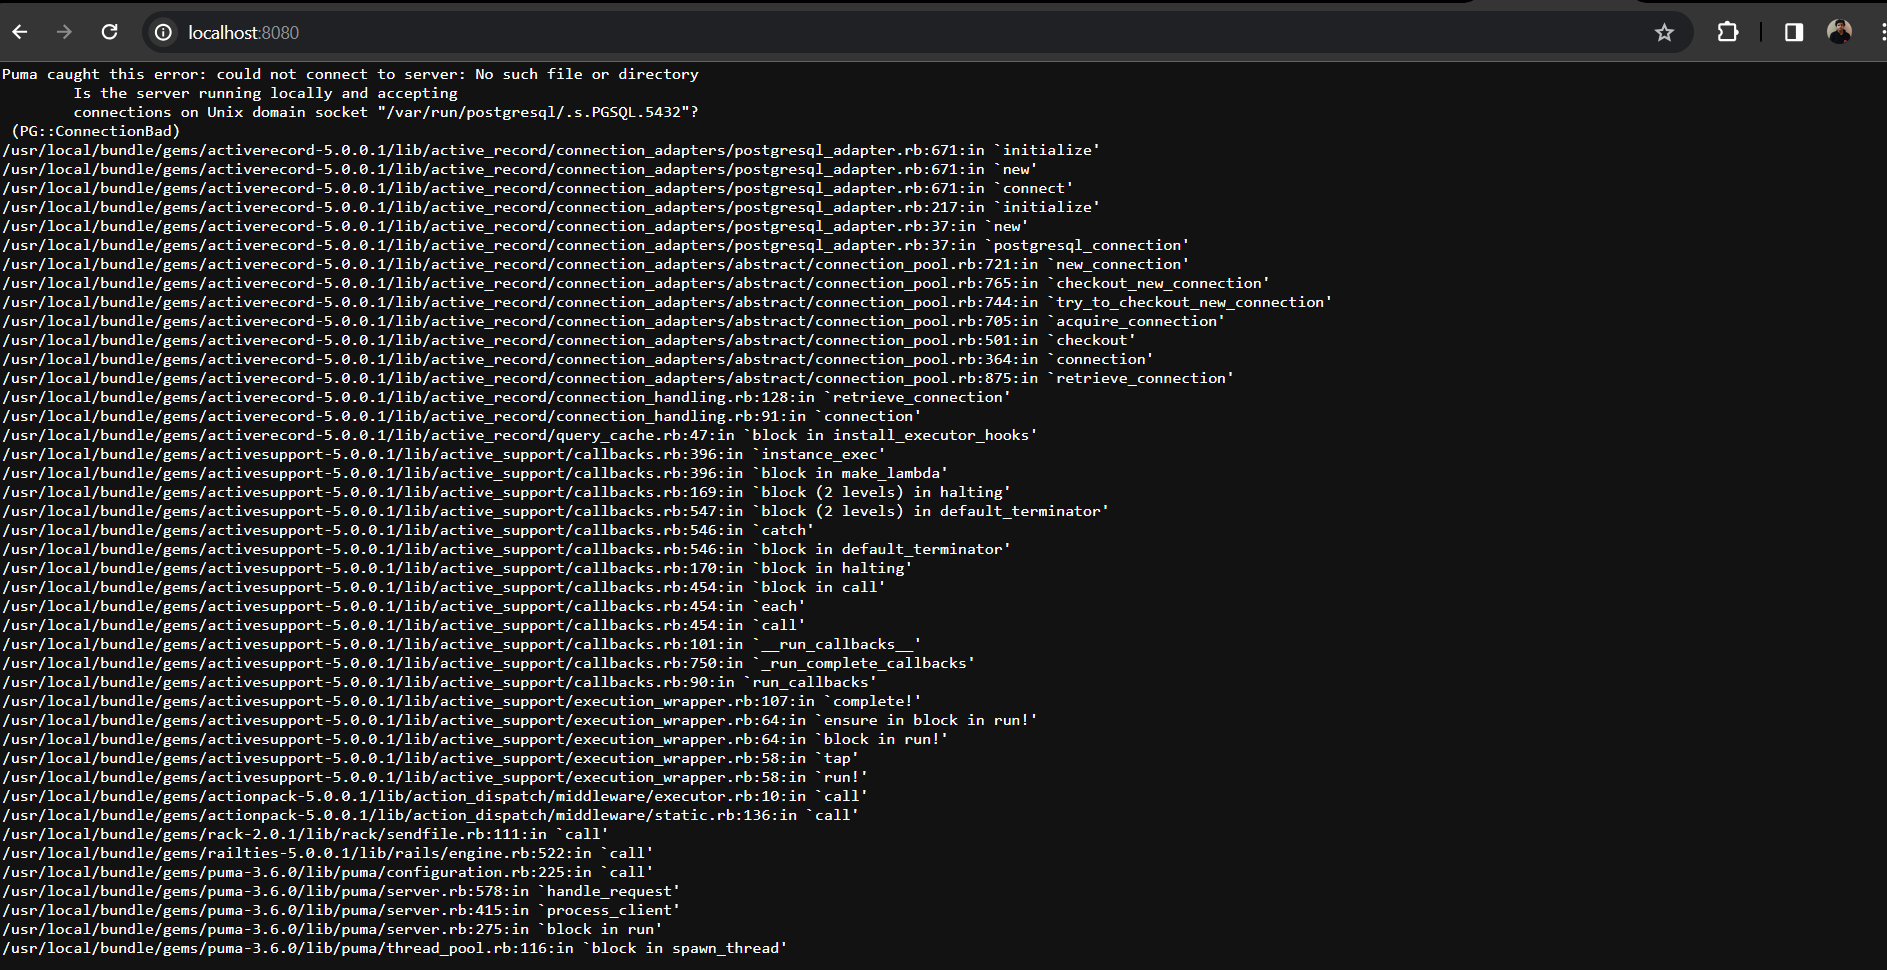 localhost:8080
Puma caught this error: could not connect to server: No such file or directory
Is the server running locally and accepting
connections on Unix domain socket "/var/run/postgresql/.s.PGSQL.5432"?
(PG::ConnectionBad)
/usr/local/bundle/gems/activerecord-5.0.0.1/lib/active_record/connection_adapters/postgresql_adapter.rb:671:in `initialize'
/usr/local/bundle/gems/activerecord-5.0.0.1/lib/active_record/connection_adapters/postgresql_adapter.rb:671:in `new'
/usr/local/bundle/gems/activerecord-5.0.0.1/lib/active_record/connection_adapters/postgresql_adapter.rb:671:in `connect'
/usr/local/bundle/gems/activerecord-5.0.0.1/lib/active_record/connection_adapters/postgresql_adapter.rb:217:in `initialize'
/usr/local/bundle/gems/activerecord-5.0.0.1/lib/active_record/connection_adapters/postgresql_adapter.rb:37:in `new'
/usr/local/bundle/gems/activerecord-5.0.0.1/lib/active_record/connection_adapters/postgresql_adapter.rb:37:in `postgresql_connection'
/usr/local/bundle/gems/activerecord-5.0.0.1/lib/active_record/connection_adapters/abstract/connection_pool.rb:721:in `new_connection'
/usr/local/bundle/gems/activerecord-5.0.0.1/lib/active_record/connection_adapters/abstract/connection_pool.rb:765:in `checkout_new_connection'
/usr/local/bundle/gems/activerecord-5.0.0.1/lib/active_record/connection_adapters/abstract/connection_pool.rb:744:in `try_to_checkout_new_connection'
/usr/local/bundle/gems/activerecord-5.0.0.1/lib/active_record/connection_adapters/abstract/connection_pool.rb:705:in `acquire_connection'
/usr/local/bundle/gems/activerecord-5.0.0.1/lib/active_record/connection_adapters/abstract/connection_pool.rb:501:in `checkout'
/usr/local/bundle/gems/activerecord-5.0.0.1/lib/active_record/connection_adapters/abstract/connection_pool.rb:364:in `connection'
/usr/local/bundle/gems/activerecord-5.0.0.1/lib/active_record/connection_adapters/abstract/connection_pool.rb:875:in `retrieve_connection'
/usr/local/bundle/gems/activerecord-5.0.0.1/lib/active_record/connection_handling.rb:128:in `retrieve_connection'
/usr/local/bundle/gems/activerecord-5.0.0.1/lib/active_record/connection_handling.rb:91:in `connection'
/usr/local/bundle/gems/activerecord-5.0.0.1/lib/active_record/query_cache.rb:47:in `block in install_executor_hooks'
/usr/local/bundle/gems/activesupport-5.0.0.1/lib/active_support/callbacks.rb:396:in `instance_exec'
/usr/local/bundle/gems/activesupport-5.0.0.1/lib/active_support/callbacks.rb:396:in `block in make_lambda'
/usr/local/bundle/gems/activesupport-5.0.0.1/lib/active_support/callbacks.rb:169:in `block (2 levels) in halting'
/usr/local/bundle/gems/activesupport-5.0.0.1/lib/active_support/callbacks.rb:547:in `block (2 levels) in default_terminator'
/usr/local/bundle/gems/activesupport-5.0.0.1/lib/active_support/callbacks.rb:546:in `catch'
/usr/local/bundle/gems/activesupport-5.0.0.1/lib/active_support/callbacks.rb:546:in `block in default_terminator'
/usr/local/bundle/gems/activesupport-5.0.0.1/lib/active_support/callbacks.rb:170:in `block in halting'
/usr/local/bundle/gems/activesupport-5.0.0.1/lib/active_support/callbacks.rb:454:in `block in call'
/usr/local/bundle/gems/activesupport-5.0.0.1/lib/active_support/callbacks.rb:454:in `each'
/usr/local/bundle/gems/activesupport-5.0.0.1/lib/active_support/callbacks.rb:454:in `call'
/usr/local/bundle/gems/activesupport-5.0.0.1/lib/active_support/callbacks.rb:101:in `__run_callbacks__'
/usr/local/bundle/gems/activesupport-5.0.0.1/lib/active_support/callbacks.rb:750:in `_run_complete_callbacks'
/usr/local/bundle/gems/activesupport-5.0.0.1/lib/active_support/callbacks.rb:90:in `run_callbacks'
/usr/local/bundle/gems/activesupport-5.0.0.1/lib/active_support/execution_wrapper.rb:107:in `complete!'
/usr/local/bundle/gems/activesupport-5.0.0.1/lib/active_support/execution_wrapper.rb:64:in `ensure in block in run!'
/usr/local/bundle/gems/activesupport-5.0.0.1/lib/active_support/execution_wrapper.rb:64:in `block in run!'
/usr/local/bundle/gems/activesupport-5.0.0.1/lib/active_support/execution_wrapper.rb:58:in `tap'
/usr/local/bundle/gems/activesupport-5.0.0.1/lib/active_support/execution_wrapper.rb:58:in `run!'
/usr/local/bundle/gems/actionpack-5.0.0.1/lib/action_dispatch/middleware/executor.rb:10:in `call'
/usr/local/bundle/gems/actionpack-5.0.0.1/lib/action_dispatch/middleware/static.rb:136:in `call'
/usr/local/bundle/gems/rack-2.0.1/lib/rack/sendfile.rb:111:in `call'
/usr/local/bundle/gems/railties-5.0.0.1/lib/rails/engine.rb:522:in `call'
/usr/local/bundle/gems/puma-3.6.0/lib/puma/configuration.rb:225:in `call'
/usr/local/bundle/gems/puma-3.6.0/lib/puma/server.rb:578:in `handle_request'
/usr/local/bundle/gems/puma-3.6.0/lib/puma/server.rb:415:in `process_client'
/usr/local/bundle/gems/puma-3.6.0/lib/puma/server.rb:275:in `block in run'
/usr/local/bundle/gems/puma-3.6.0/lib/puma/thread_pool.rb:116:in `block in spawn_thread'